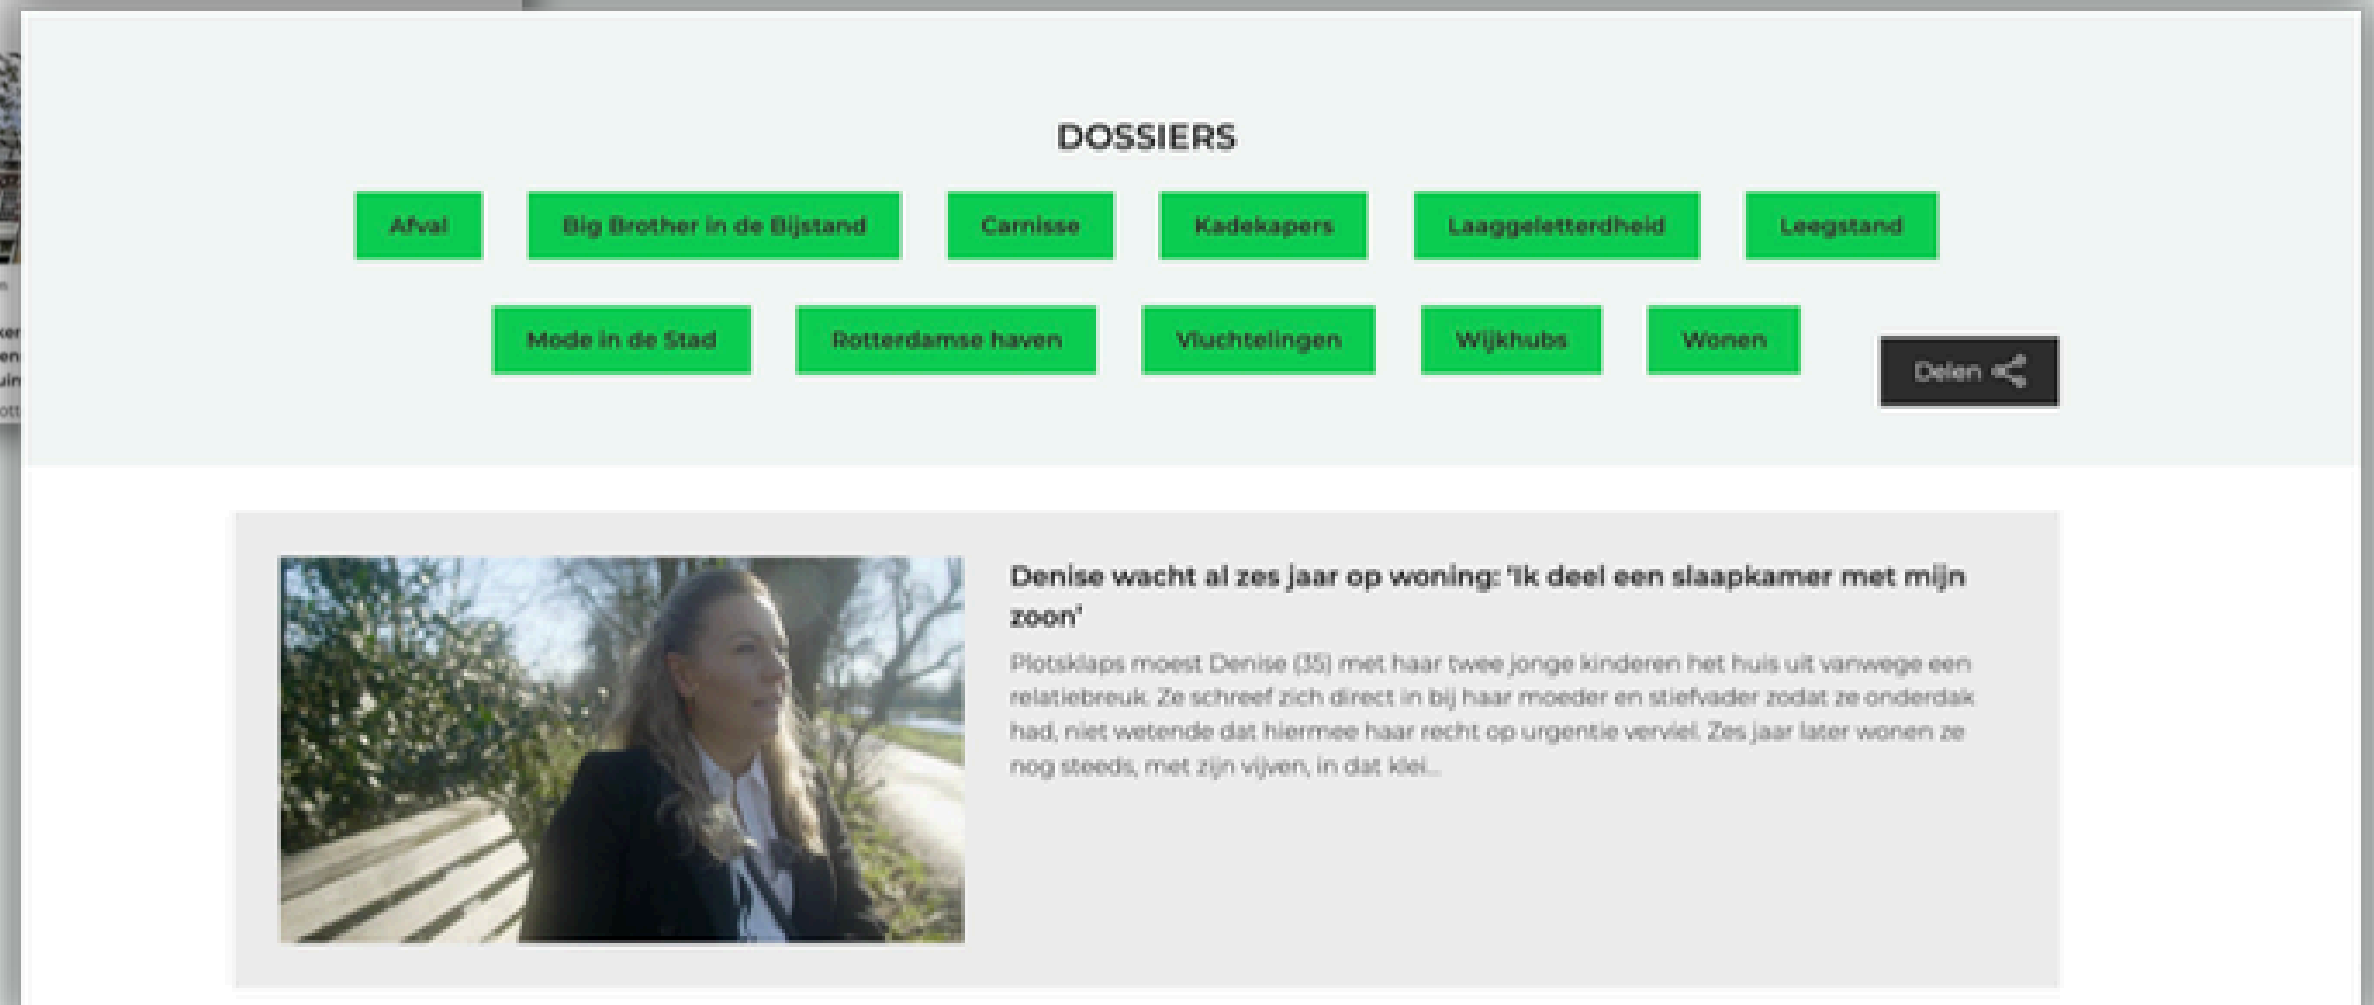 DOSSIERS
Afval
Big Brother in de Bijstand
Carnisse
Kadekapers
Laaggeletterdheid
Leegstand
Mode in de Stad
Rotterdamse haven
Vluchtelingen
Wijkhubs
Wonen
Delen
Denise wacht al zes jaar op woning: 'Ik deel een slaapkamer met mijn
zoon'
Plotsklaps moest Denise (35) met haar twee jonge kinderen het huis uit vanwege een
relatiebreuk. Ze schreef zich direct in bij haar moeder en stiefvader zodat ze onderdak
had, niet wetende dat hiermee haar recht op urgentie verviel. Zes jaar later wonen ze
nog steeds, met zijn vijven, in dat klei...